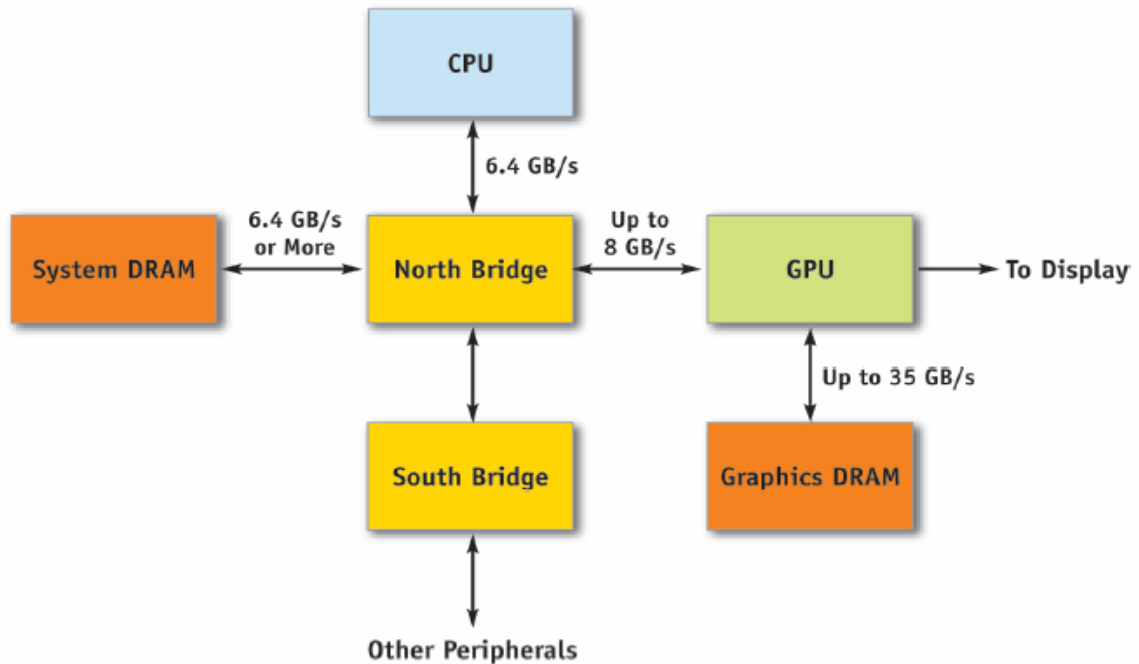 CPU
6.4 GB/s
6.4 GB/s
or More
Up to
8 GB/s
System DRAM
North Bridge
GPU
To Display
Up to 35 GB/s
South Bridge
Graphics DRAM
Other Peripherals